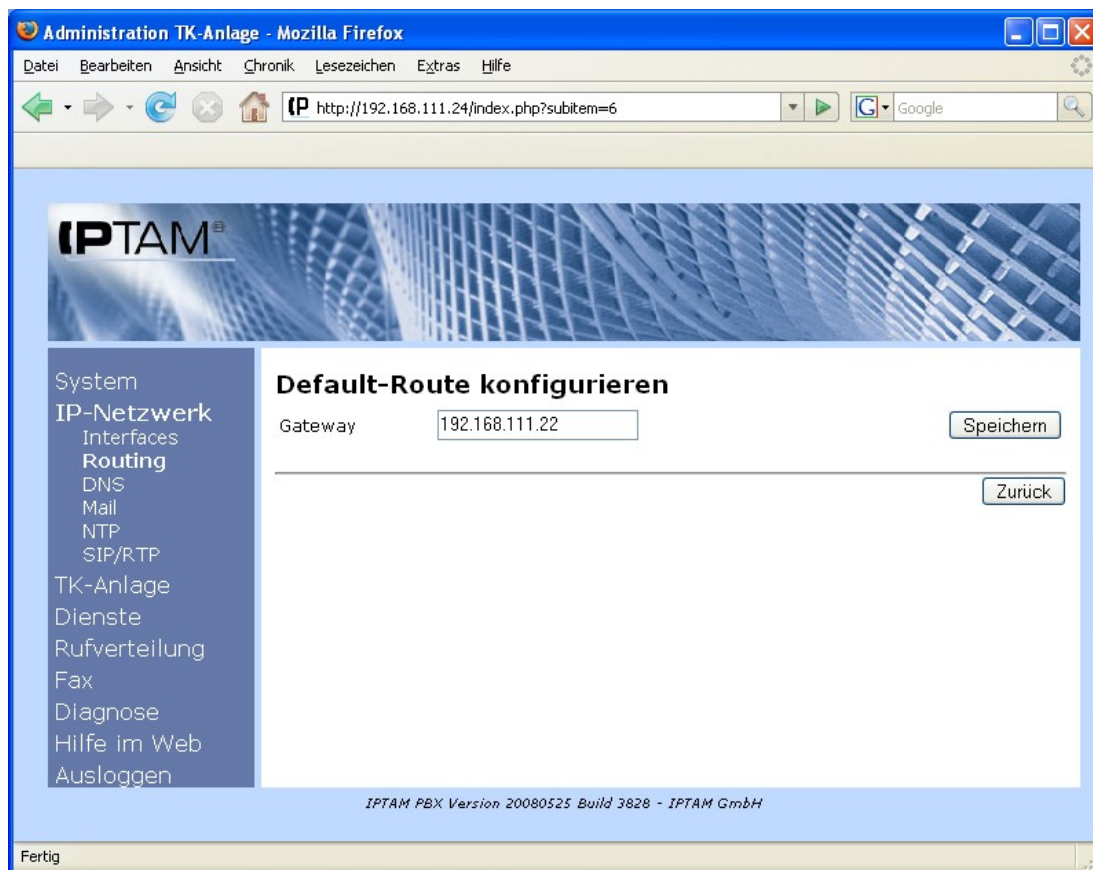 Administration TK-Anlage - Mozilla Firefox
Datei Bearbeiten Ansicht Chronik Lesezeichen Extras Hilfe
(P http://192.168.111.24/index.php?subitem=6 G Google
IPTAM®
System
IP-Netzwerk
Interfaces
Routing
DNS
Mail
NTP
SIP/RTP
TK-Anlage
Dienste
Rufverteilung
Fax
Diagnose
Hilfe im Web
Ausloggen
Default-Route konfigurieren
Gateway 192.168.111.22 Speichern
Zurück
IPTAM PBX Version 20080525 Build 3828 - IPTAM GmbH
Fertig